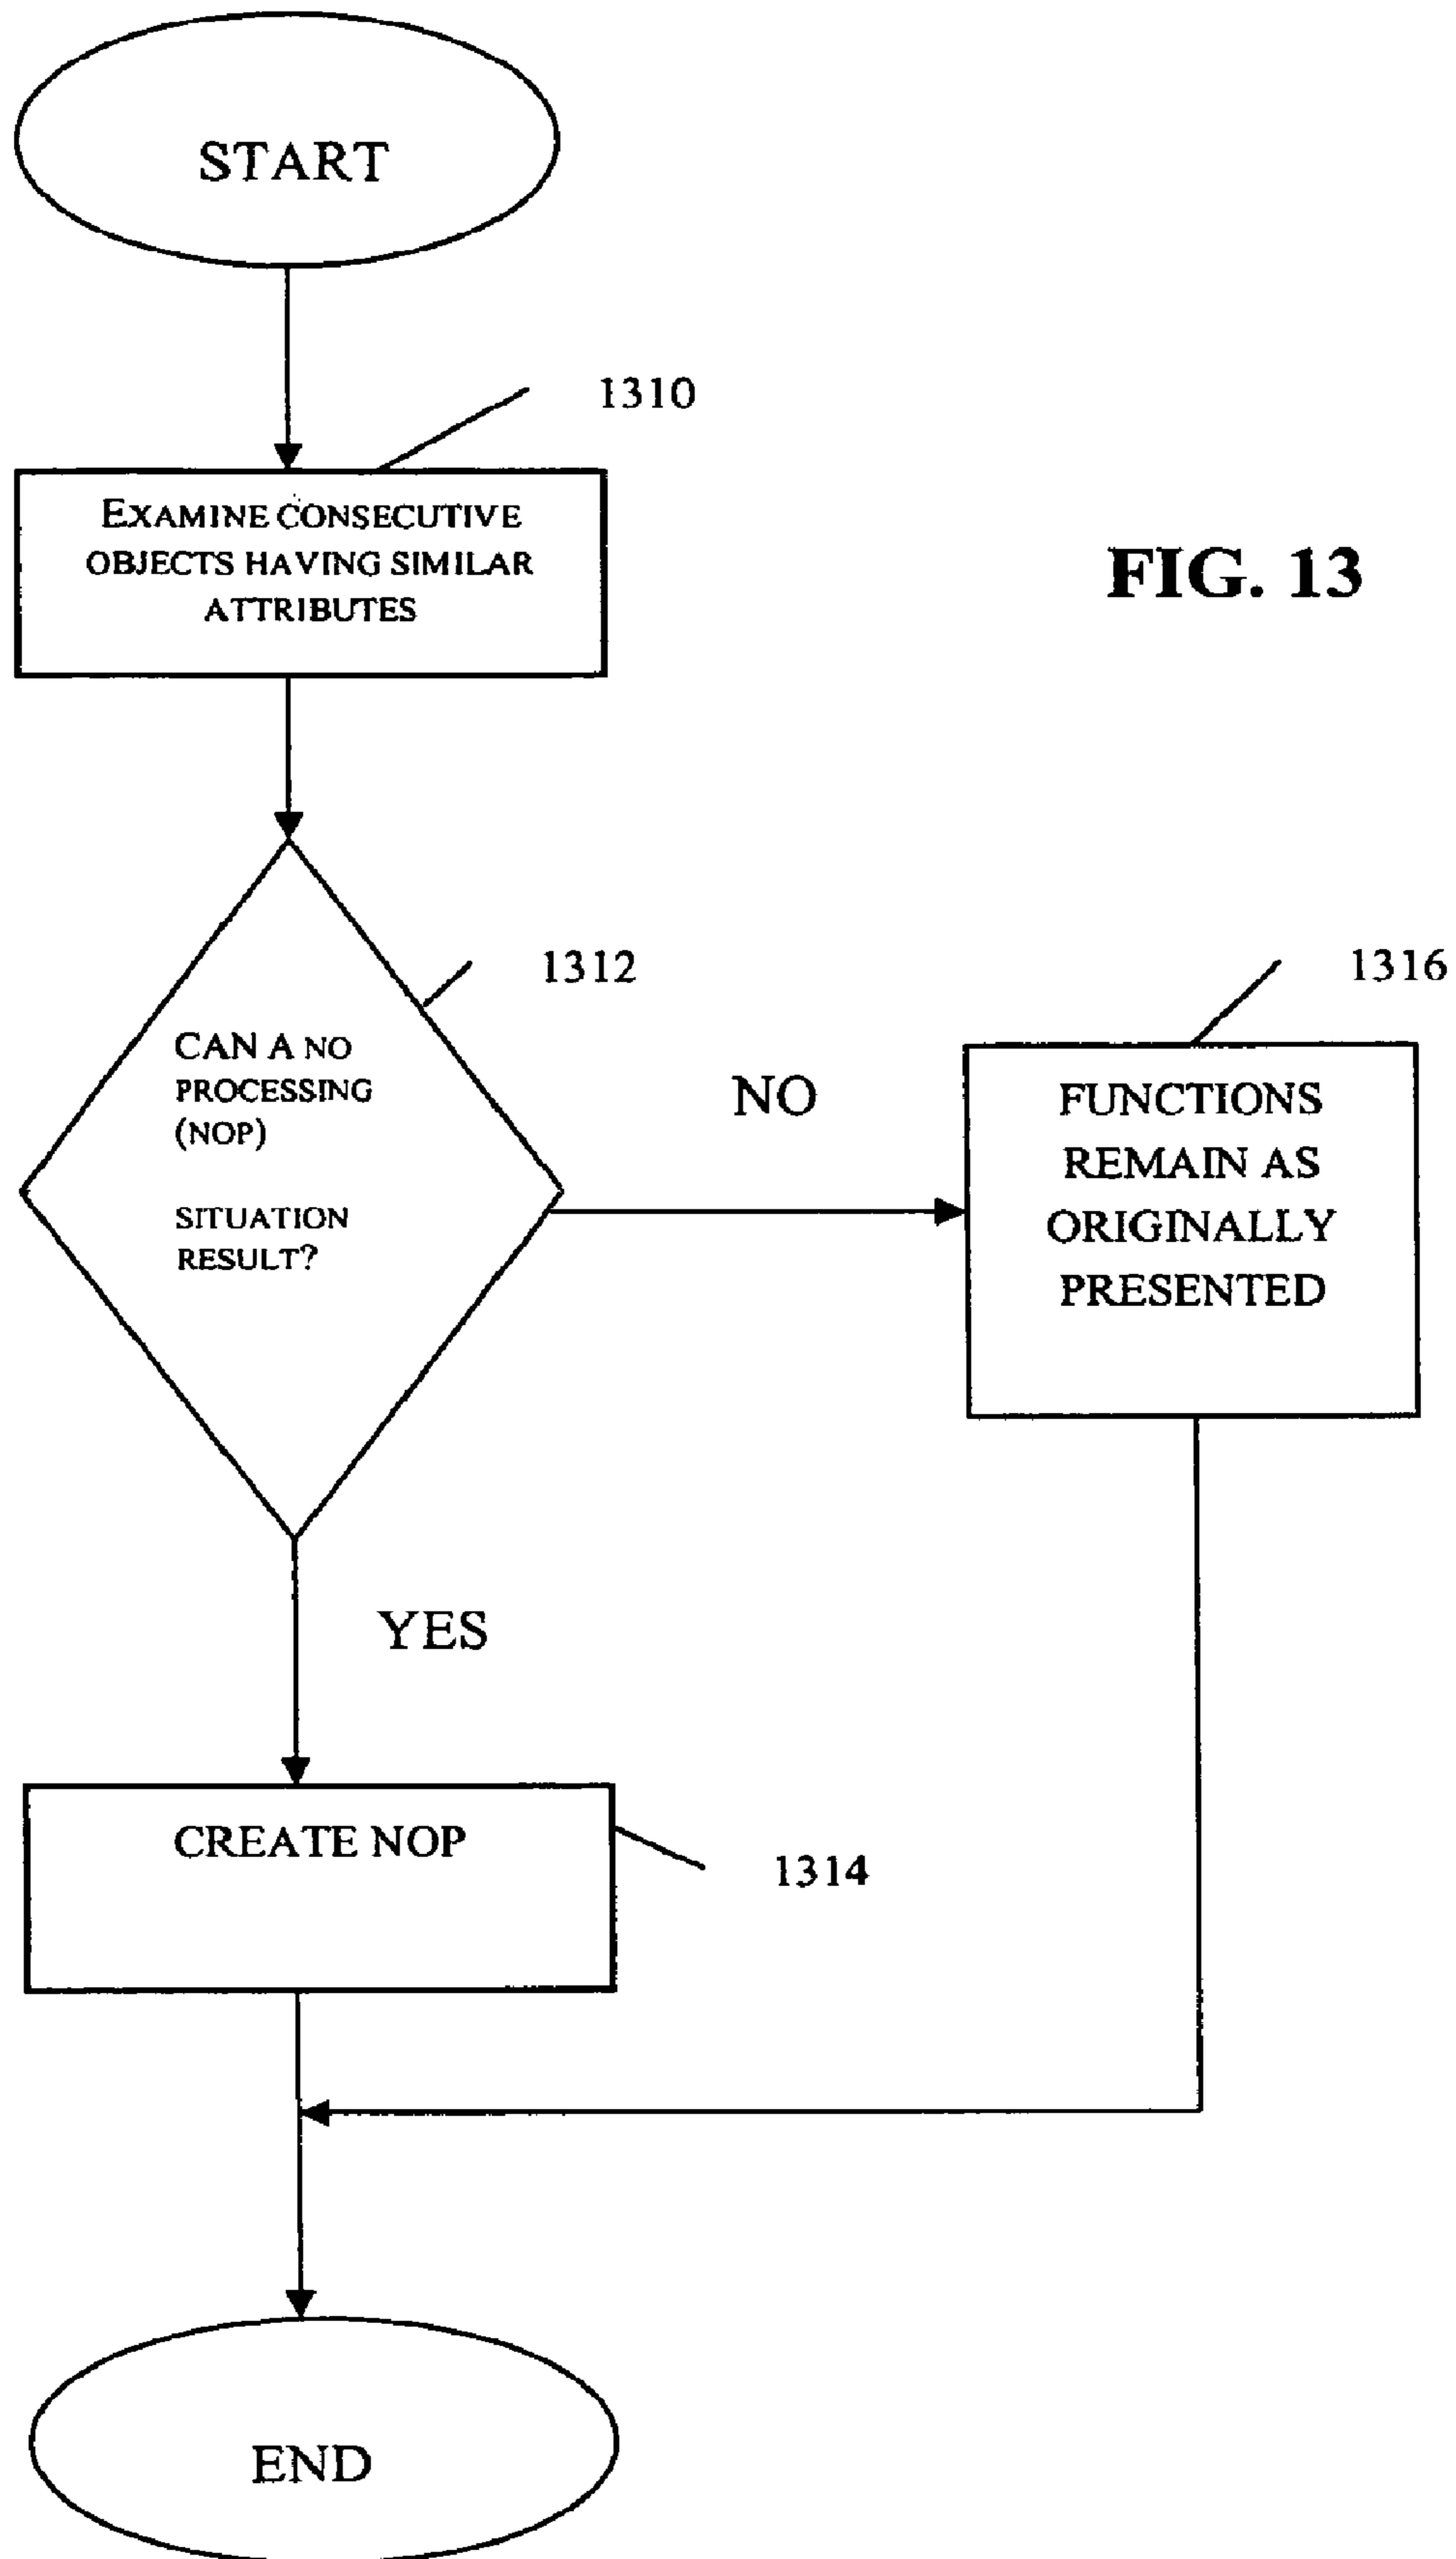 START
1310
EXAMINE CONSECUTIVE
OBJECTS HAVING SIMILAR
ATTRIBUTES
FIG. 13
1312
CAN A NO
PROCESSING
(NOP)
SITUATION
RESULT?
NO
1316
FUNCTIONS
REMAIN AS
ORIGINALLY
PRESENTED
YES
CREATE NOP
1314
END